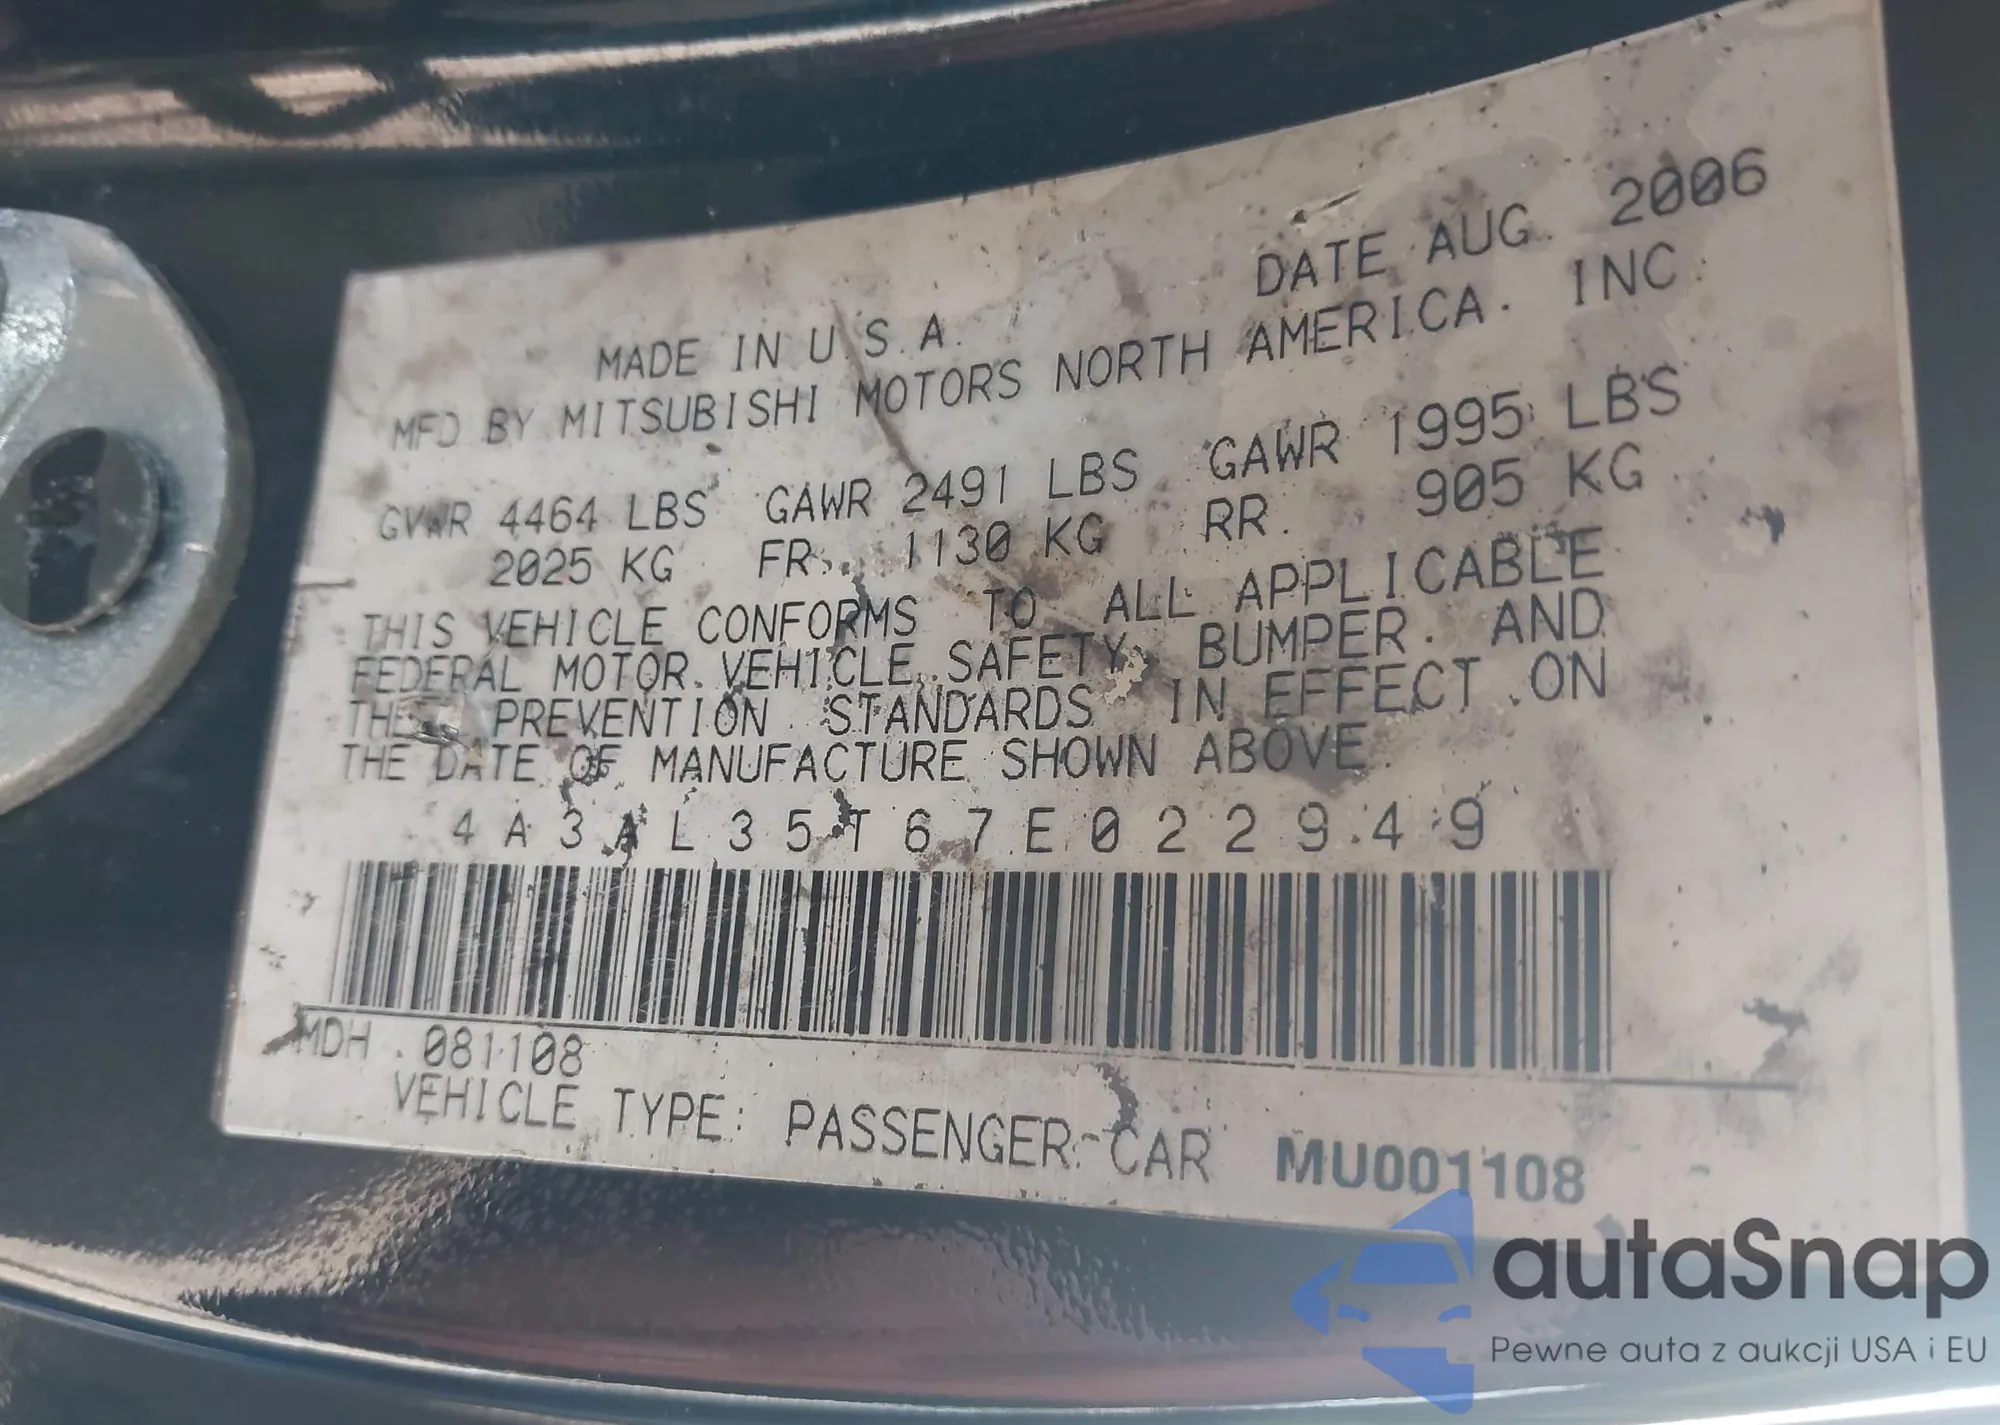 DATE AUG. 2006
MADE IN U.S.A.
MFD BY MITSUBISHI MOTORS NORTH AMERICA. INC.
GVWR 4464 LBS GAWR 2491 LBS GAWR 1995 LBS
2025 KG FR. 1130 KG RR. 905 KG
THIS VEHICLE CONFORMS TO ALL APPLICABLE
FEDERAL MOTOR VEHICLE SAFETY, BUMPER. AND
THEFT PREVENTION STANDARDS IN EFFECT ON
THE DATE OF MANUFACTURE SHOWN ABOVE.
4A3AL35T67E022949
MDH 081108
VEHICLE TYPE: PASSENGER CAR MU001108
autaSnap
Pewne auta z aukcji USA i EU